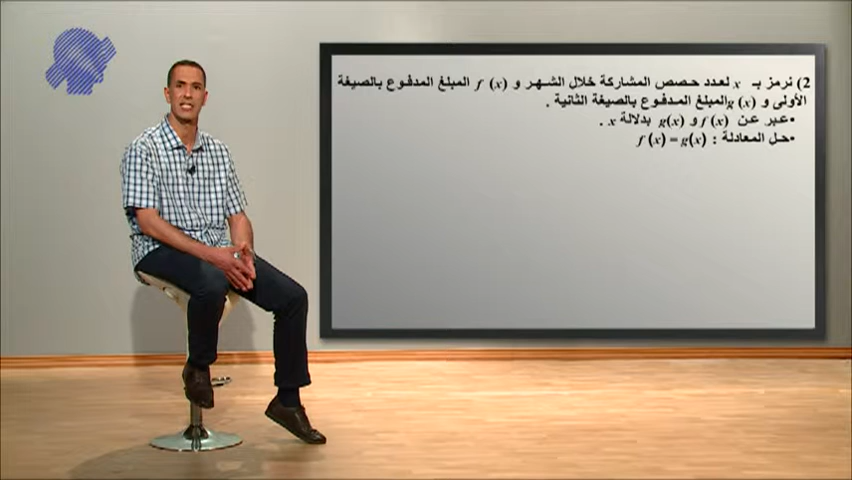 2) نرمز بـ x لعدد حصص المشاركة خلال الشهر و f (x) المبلغ المدفوع بالصيغة
الأولى و g (x)المبلغ المدفوع بالصيغة الثانية .
•عبر عن f (x) و g(x) بدلالة x .
•حل المعادلة : f (x) = g(x)